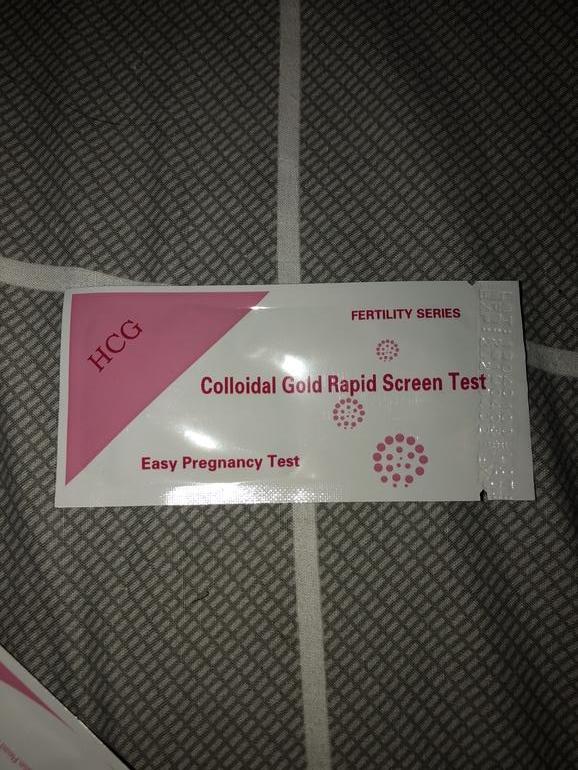 HCG
FERTILITY SERIES
Colloidal Gold Rapid Screen Test
Easy Pregnancy Test